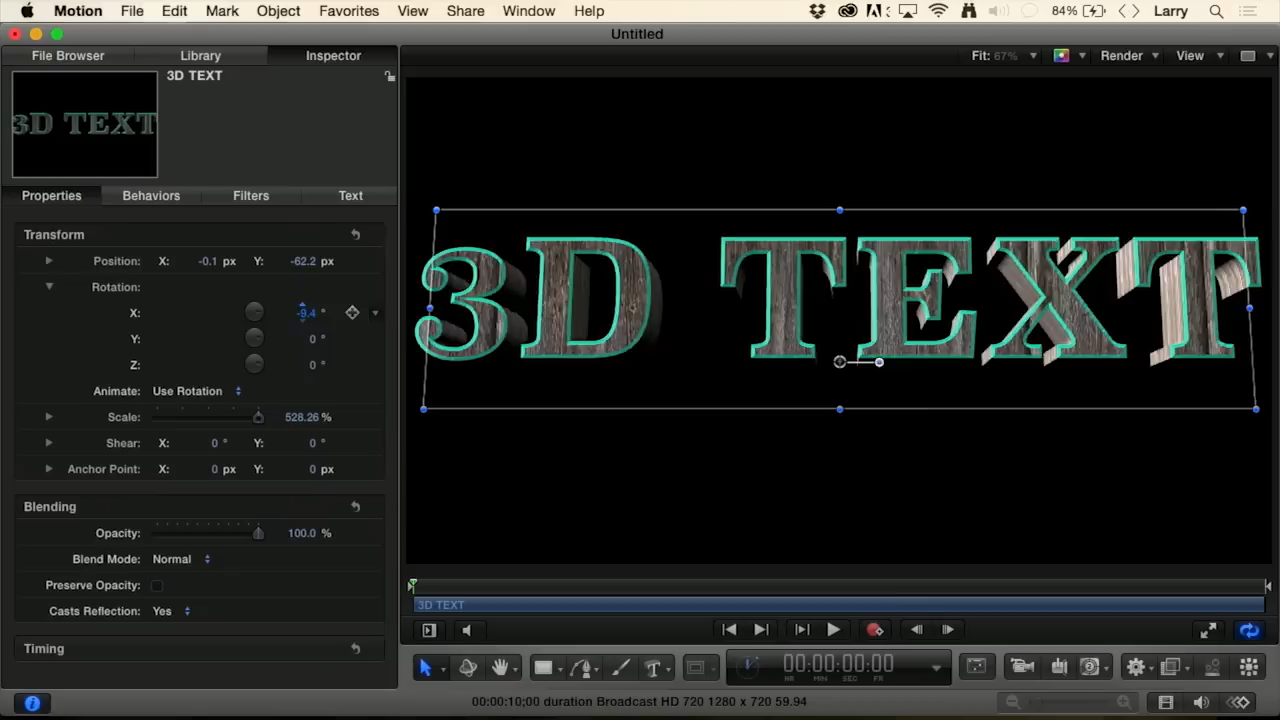 Motion File Edit Mark Object Favorites View Share Window Help 84% Larry
Untitled
File Browser Library Inspector Fit: 67% Render View
3D TEXT
3D TEXT
Properties Behaviors Filters Text
Transform
Position: X: -0.1 px Y: -62.2 px
Rotation:
X: -9.4 °
Y: 0 °
Z: 0 °
Animate: Use Rotation
Scale: 528.26 %
Shear: X: 0 ° Y: 0 °
Anchor Point: X: 0 px Y: 0 px
Blending
Opacity: 100.0 %
Blend Mode: Normal
Preserve Opacity:
Casts Reflection: Yes
Timing
3D TEXT
3D TEXT
00:00:00:00
HR MIN SEC FR
00:00:10;00 duration Broadcast HD 720 1280 x 720 59.94